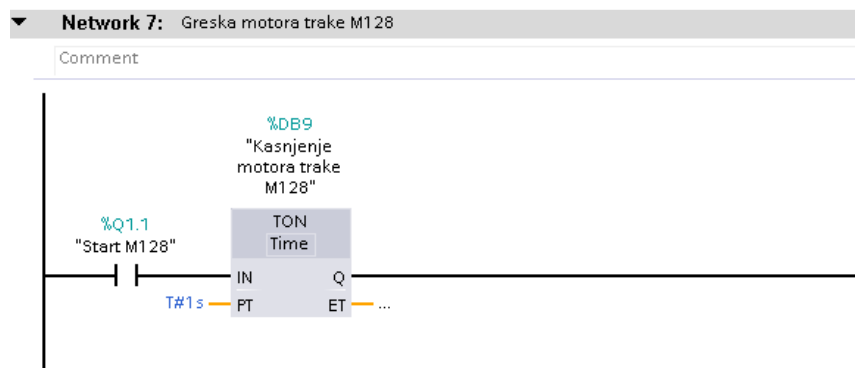 Network 7: Greska motora trake M128
Comment
%DB9
"Kasnjenje
motora trake
M128"
%Q1.1
"Start M128"
TON
Time
IN
Q
T#1s
PT
ET
...